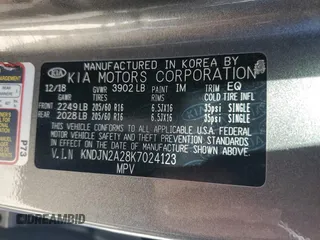 MANUFACTURED IN KOREA BY
KIA KIA MOTORS CORPORATION
12/18 GVWR 3902 LB PAINT IM TRIM EQ
GAWR TIRES RIMS
FRONT 2249 LB 205/60 R16 6.5JX16 35psi SINGLE
REAR 2028 LB 205/60 R16 6.5JX16 35psi SINGLE
THIS VEHICLE CONFORMS TO ALL APPLICABLE U.S.A FEDERAL
MOTOR VEHICLE SAFETY, BUMPER, AND THEFT PREVENTION
STANDARDS IN EFFECT ON THE DATE OF MANUFACTURE SHOWN ABOVE.
V.I.N KNDJN2A28K7024123
MPV
P73
DREAMBID